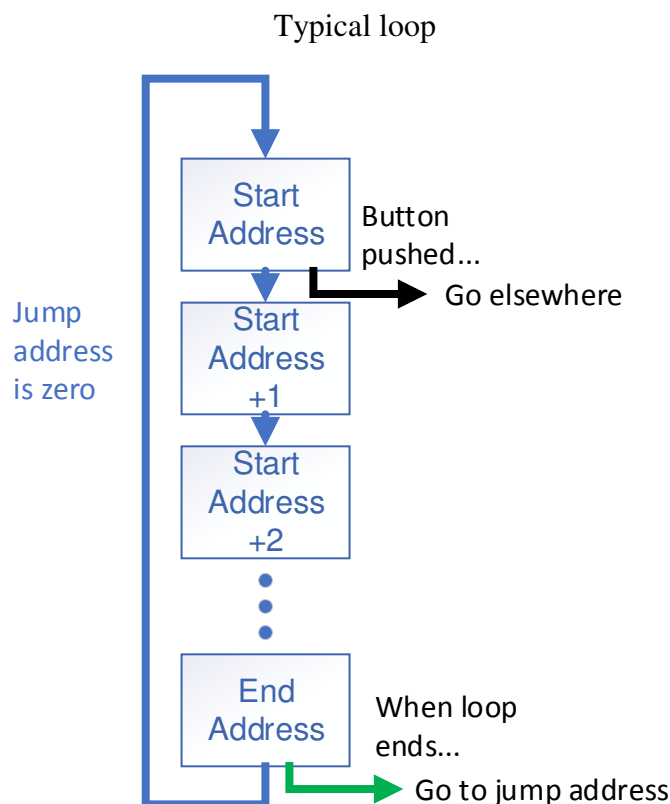 Typical loop
Start
Address
Button
pushed...
Go elsewhere
Jump
address
is zero
Start
Address
+1
Start
Address
+2
End
Address
When loop
ends...
Go to jump address